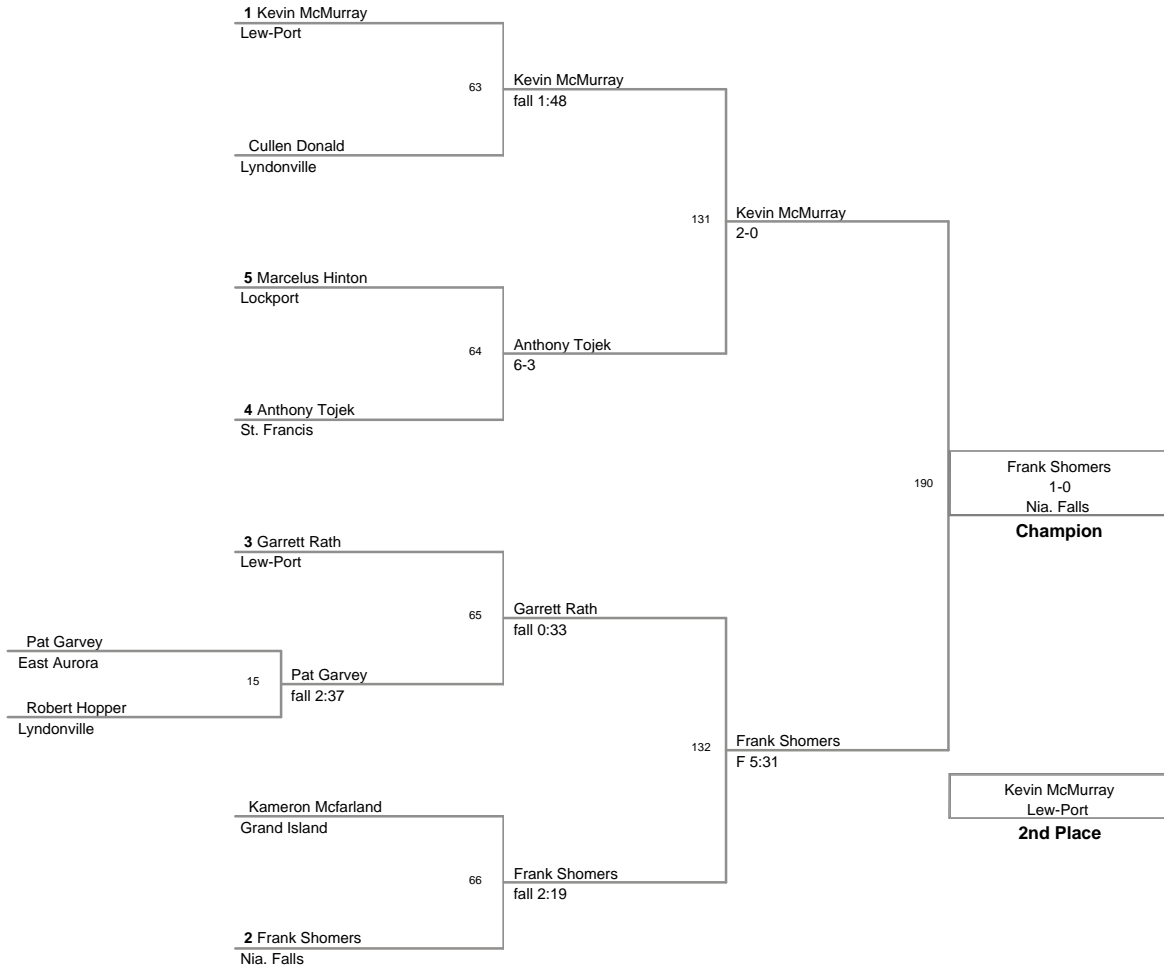 1 Kevin McMurray
Lew-Port
63
Kevin McMurray
fall 1:48
Cullen Donald
Lyndonville
131
Kevin McMurray
2-0
5 Marcelus Hinton
Lockport
64
Anthony Tojek
6-3
4 Anthony Tojek
St. Francis
190
Frank Shomers
1-0
Nia. Falls
Champion
3 Garrett Rath
Lew-Port
65
Garrett Rath
fall 0:33
Pat Garvey
East Aurora
15
Pat Garvey
fall 2:37
Robert Hopper
Lyndonville
132
Frank Shomers
F 5:31
Kevin McMurray
Lew-Port
2nd Place
Kameron Mcfarland
Grand Island
66
Frank Shomers
fall 2:19
2 Frank Shomers
Nia. Falls